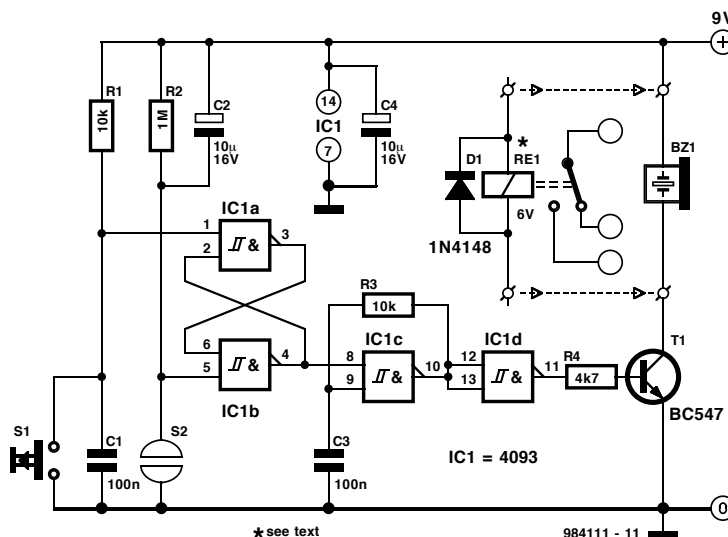 9V
R1
10k
R2
1M
C2
10µ
16V
14
IC1
7
C4
10µ
16V
D1
*
RE1
6V
1N4148
BZ1
IC1a
1
2
3
&
R3
10k
IC1b
6
5
4
&
IC1c
8
9
10
&
IC1d
12
13
11
&
R4
4k7
T1
BC547
S1
C1
100n
S2
C3
100n
IC1 = 4093
0
* see text
984111 - 11